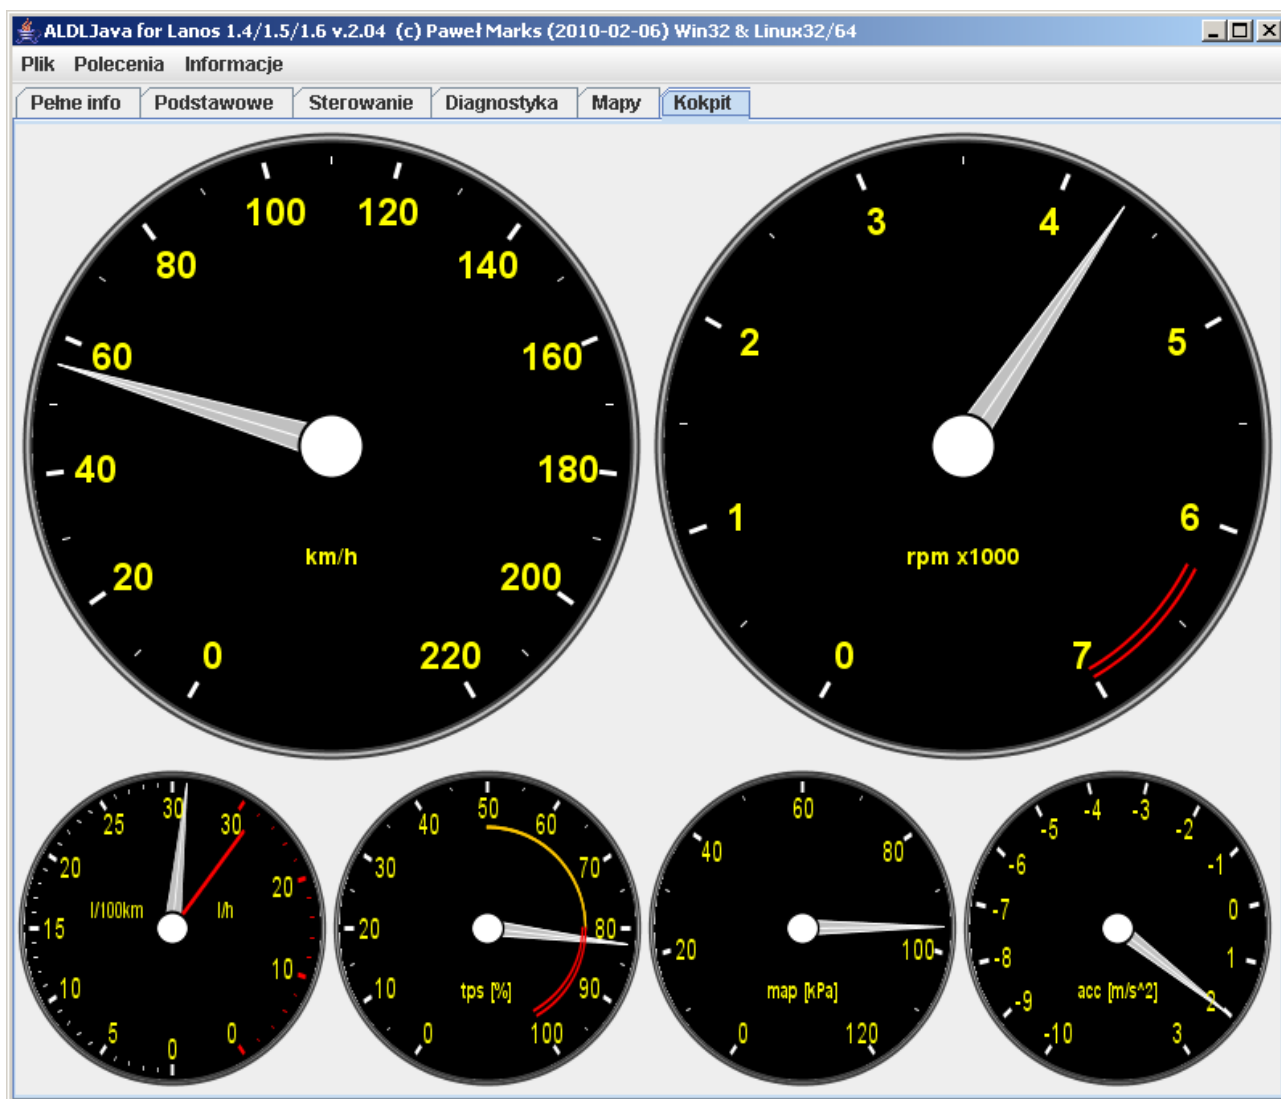 ALDLJava for Lanos 1.4/1.5/1.6 v.2.04 (c) Paweł Marks (2010-02-06) Win32 & Linux32/64
Plik Polecenia Informacje
Pełne info Podstawowe Sterowanie Diagnostyka Mapy Kokpit
0 20 40 60 80 100 120 140 160 180 200 220
km/h
0 1 2 3 4 5 6 7
rpm x1000
0 5 10 15 20 25 30
l/100km
30 20 10 0
l/h
0 10 20 30 40 50 60 70 80 90 100
tps [%]
0 20 40 60 80 100 120
map [kPa]
-10 -9 -8 -7 -6 -5 -4 -3 -2 -1 0 1 2 3
acc [m/s^2]